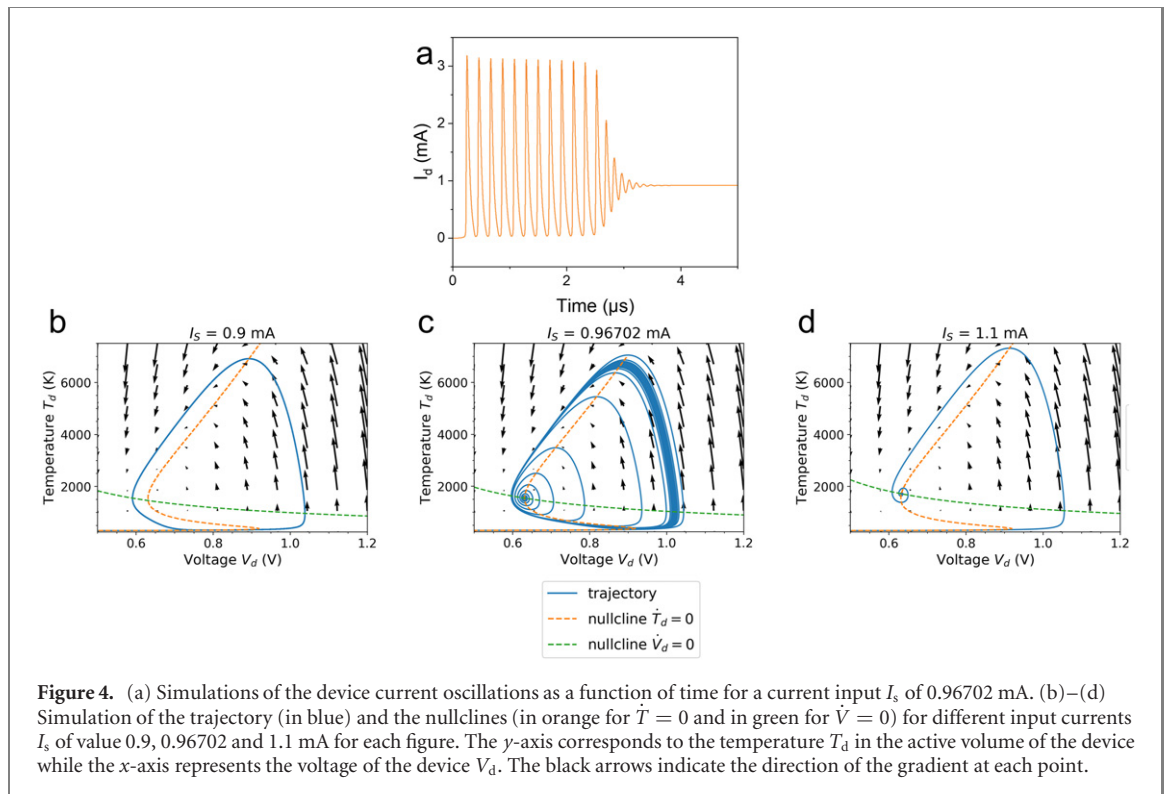 a
3
2
1
0
I_d (mA)
0
2
4
Time (μs)
b
I_S = 0.9 mA
6000
4000
2000
Temperature T_d (K)
0.6
0.8
1.0
1.2
Voltage V_d (V)
c
I_S = 0.96702 mA
6000
4000
2000
Temperature T_d (K)
0.6
0.8
1.0
1.2
Voltage V_d (V)
d
I_S = 1.1 mA
6000
4000
2000
Temperature T_d (K)
0.6
0.8
1.0
1.2
Voltage V_d (V)
trajectory
nullcline Ṫ_d = 0
nullcline V̇_d = 0
Figure 4. (a) Simulations of the device current oscillations as a function of time for a current input I_s of 0.96702 mA. (b)–(d)
Simulation of the trajectory (in blue) and the nullclines (in orange for Ṫ = 0 and in green for V̇ = 0) for different input currents
I_s of value 0.9, 0.96702 and 1.1 mA for each figure. The y-axis corresponds to the temperature T_d in the active volume of the device
while the x-axis represents the voltage of the device V_d. The black arrows indicate the direction of the gradient at each point.